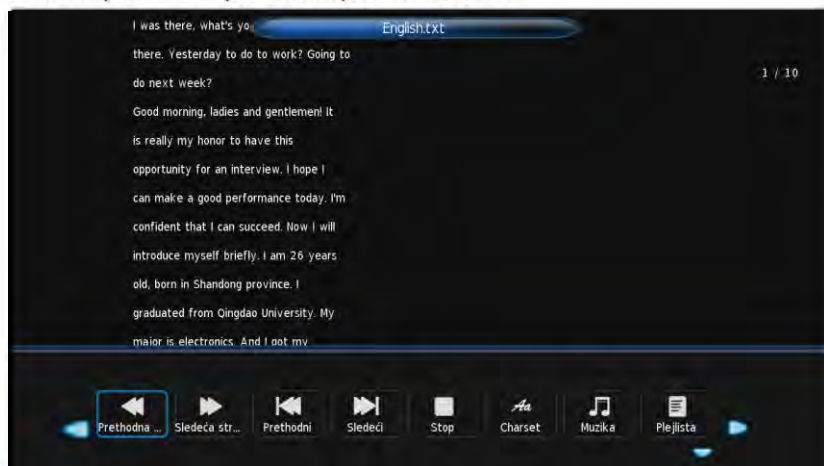 I was there, what's yo
English.txt
there. Yesterday to do to work? Going to
do next week?
1 / 10
Good morning, ladies and gentlemen! It
is really my honor to have this
opportunity for an interview. I hope I
can make a good performance today. I'm
confident that I can succeed. Now I will
introduce myself briefly. I am 26 years
old, born in Shandong province. I
graduated from Qingdao University. My
major is electronics. And I got my
Prethodna ...
Sledeća str...
Prethodni
Sledeći
Stop
Aa
Charset
Muzika
Plejlista